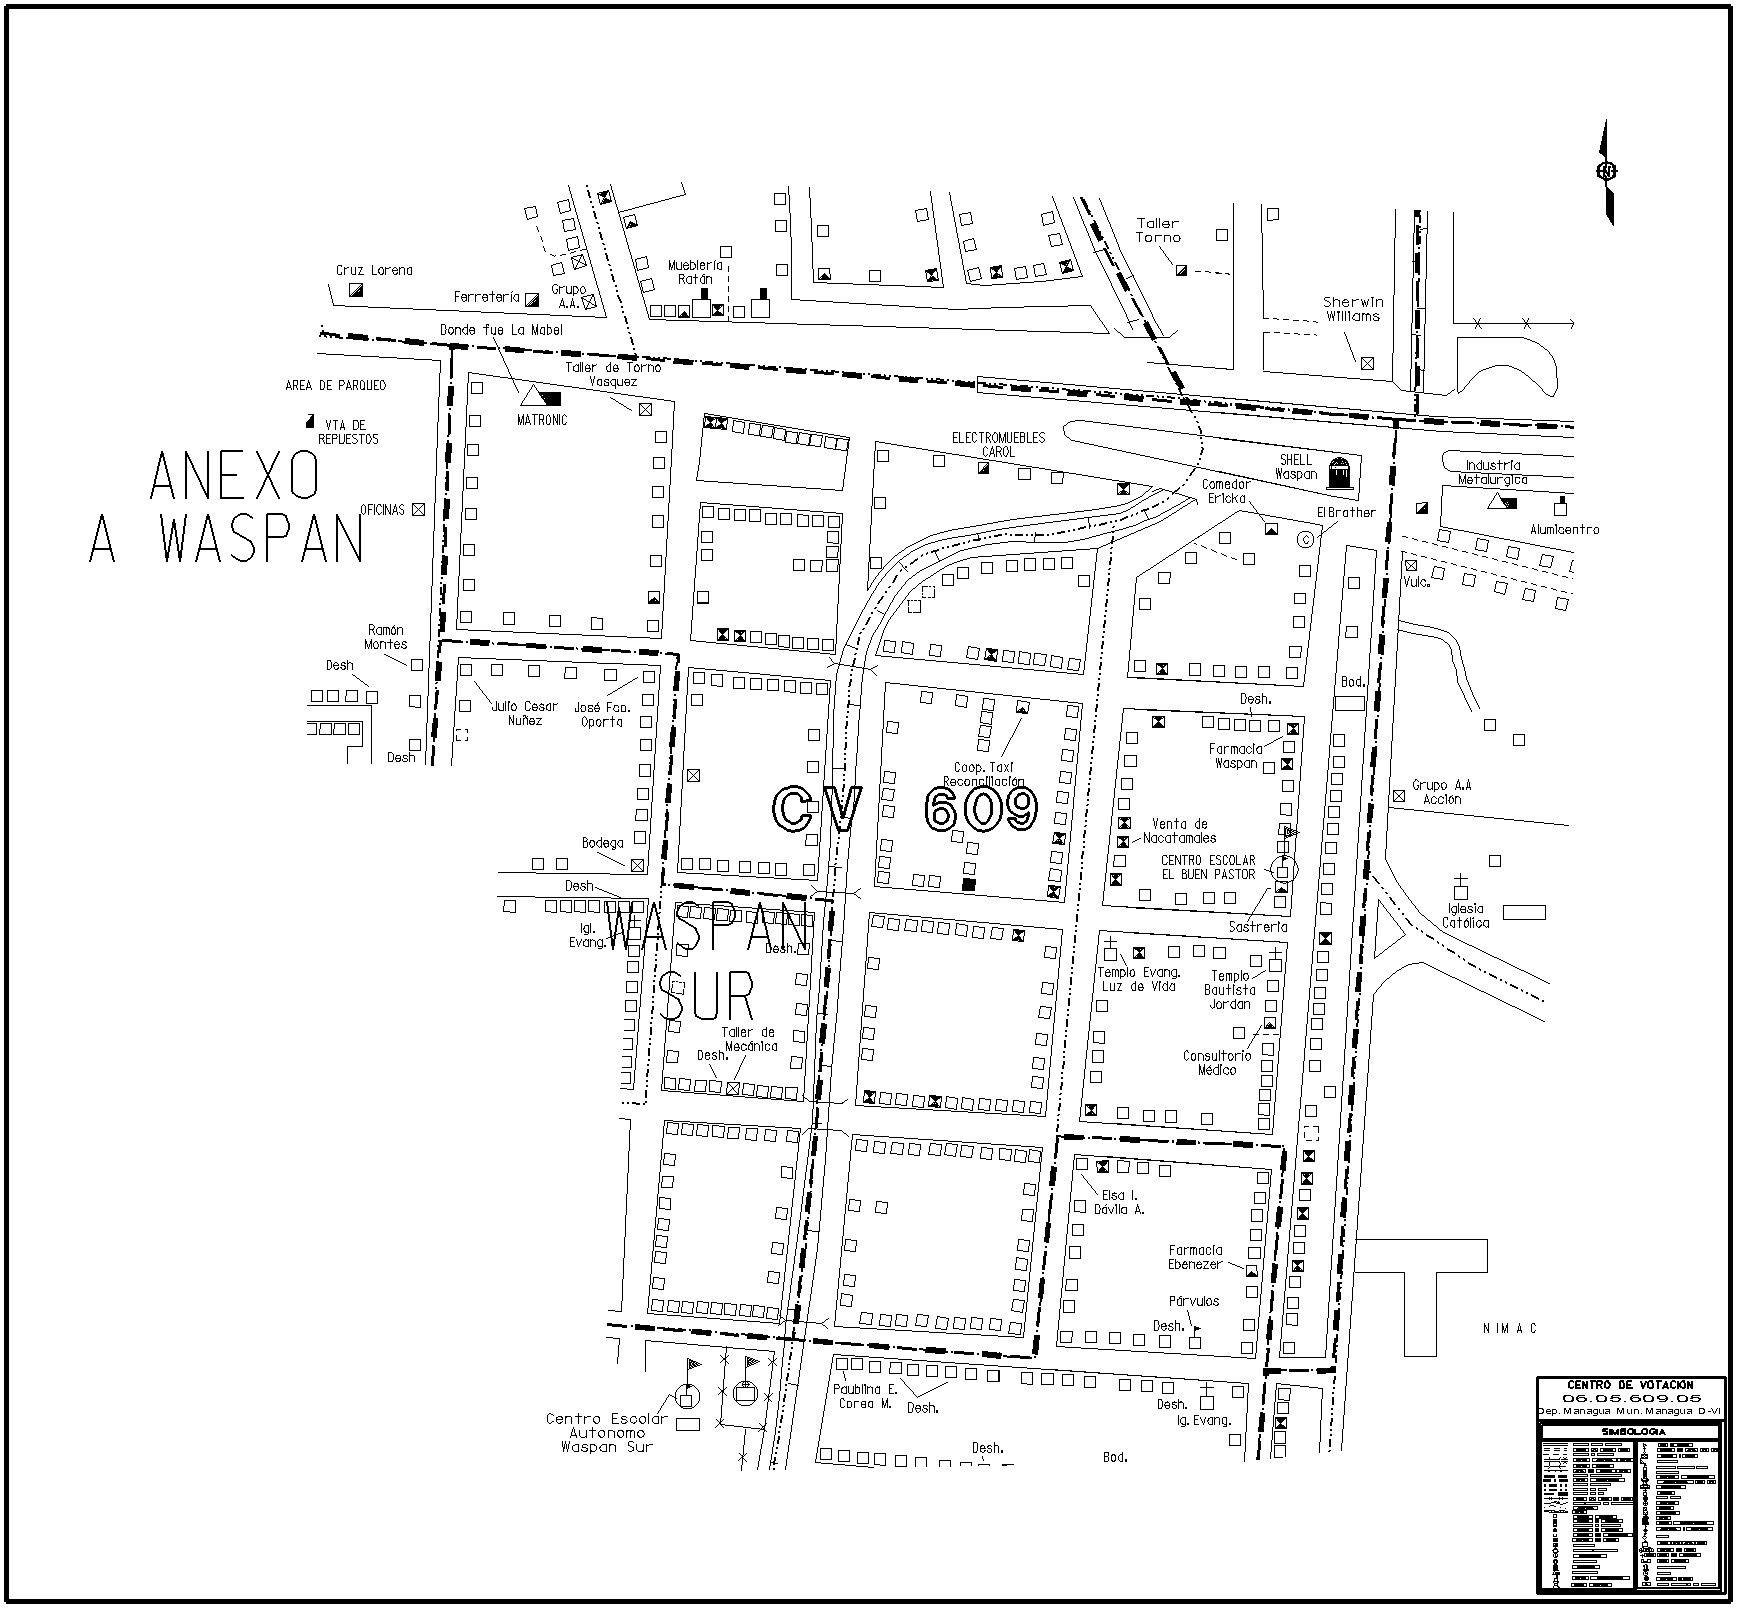 Taller
Torno
Cruz Lorena
Mueblería
Ratán
Ferretería
Grupo
A.A.
Sherwin
Williams
Donde fue La Mabel
Taller de Torno
Vasquez
AREA DE PARQUEO
MATRONIC
VTA DE
REPUESTOS
ELECTROMUEBLES
CAROL
SHELL
Waspan
Industria
Metalurgica
ANEXO
A WASPAN
OFICINAS
Comedor
Ericka
El Brother
Alumicentro
Vulc.
Ramón
Montes
Desh
Julio Cesar
Nuñez
José Fco.
Oporta
Desh
Bod.
Desh.
Farmacia
Waspan
Coop. Taxi
Reconciliación
CV 609
Grupo A.A
Acción
Venta de
Nacatamales
Bodega
CENTRO ESCOLAR
EL BUEN PASTOR
Desh
Igl.
Evang.
WASPAN
SUR
Desh.
Sastrería
Iglesia
Católica
Templo Evang.
Luz de Vida
Templo
Bautista
Jordan
Taller de
Mecánica
Desh.
Consultorio
Médico
Elsa I.
Dávila A.
Farmacia
Ebenezer
Párvulos
Desh.
NIMAC
Paublina E.
Corea M.
Desh.
Desh.
Ig. Evang.
Centro Escolar
Autonomo
Waspan Sur
Desh.
Bod.
N
C
CENTRO DE VOTACION
06.05.609.05
Dep. Managua Mun. Managua D-VI
SIMBOLOGIA